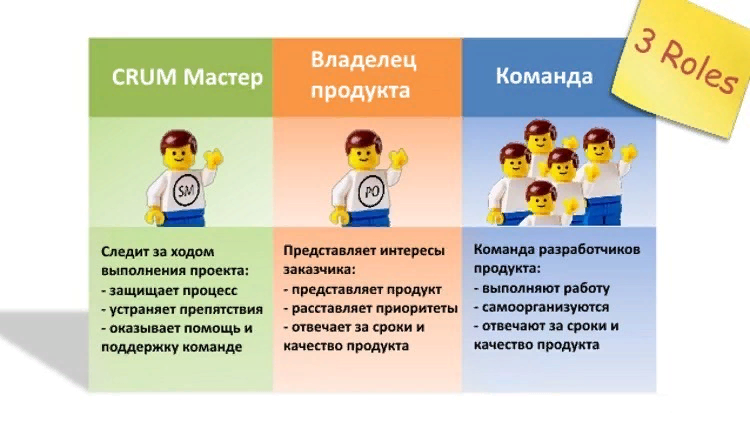 3 Roles
CRUM Мастер
Владелец
продукта
Команда
SM
PO
Следит за ходом
выполнения проекта:
- защищает процесс
- устраняет препятствия
- оказывает помощь и
поддержку команде
Представляет интересы
заказчика:
- представляет продукт
- расставляет приоритеты
- отвечает за сроки и
качество продукта
Команда разработчиков
продукта:
- выполняют работу
- самоорганизуются
- отвечают за сроки и
качество продукта